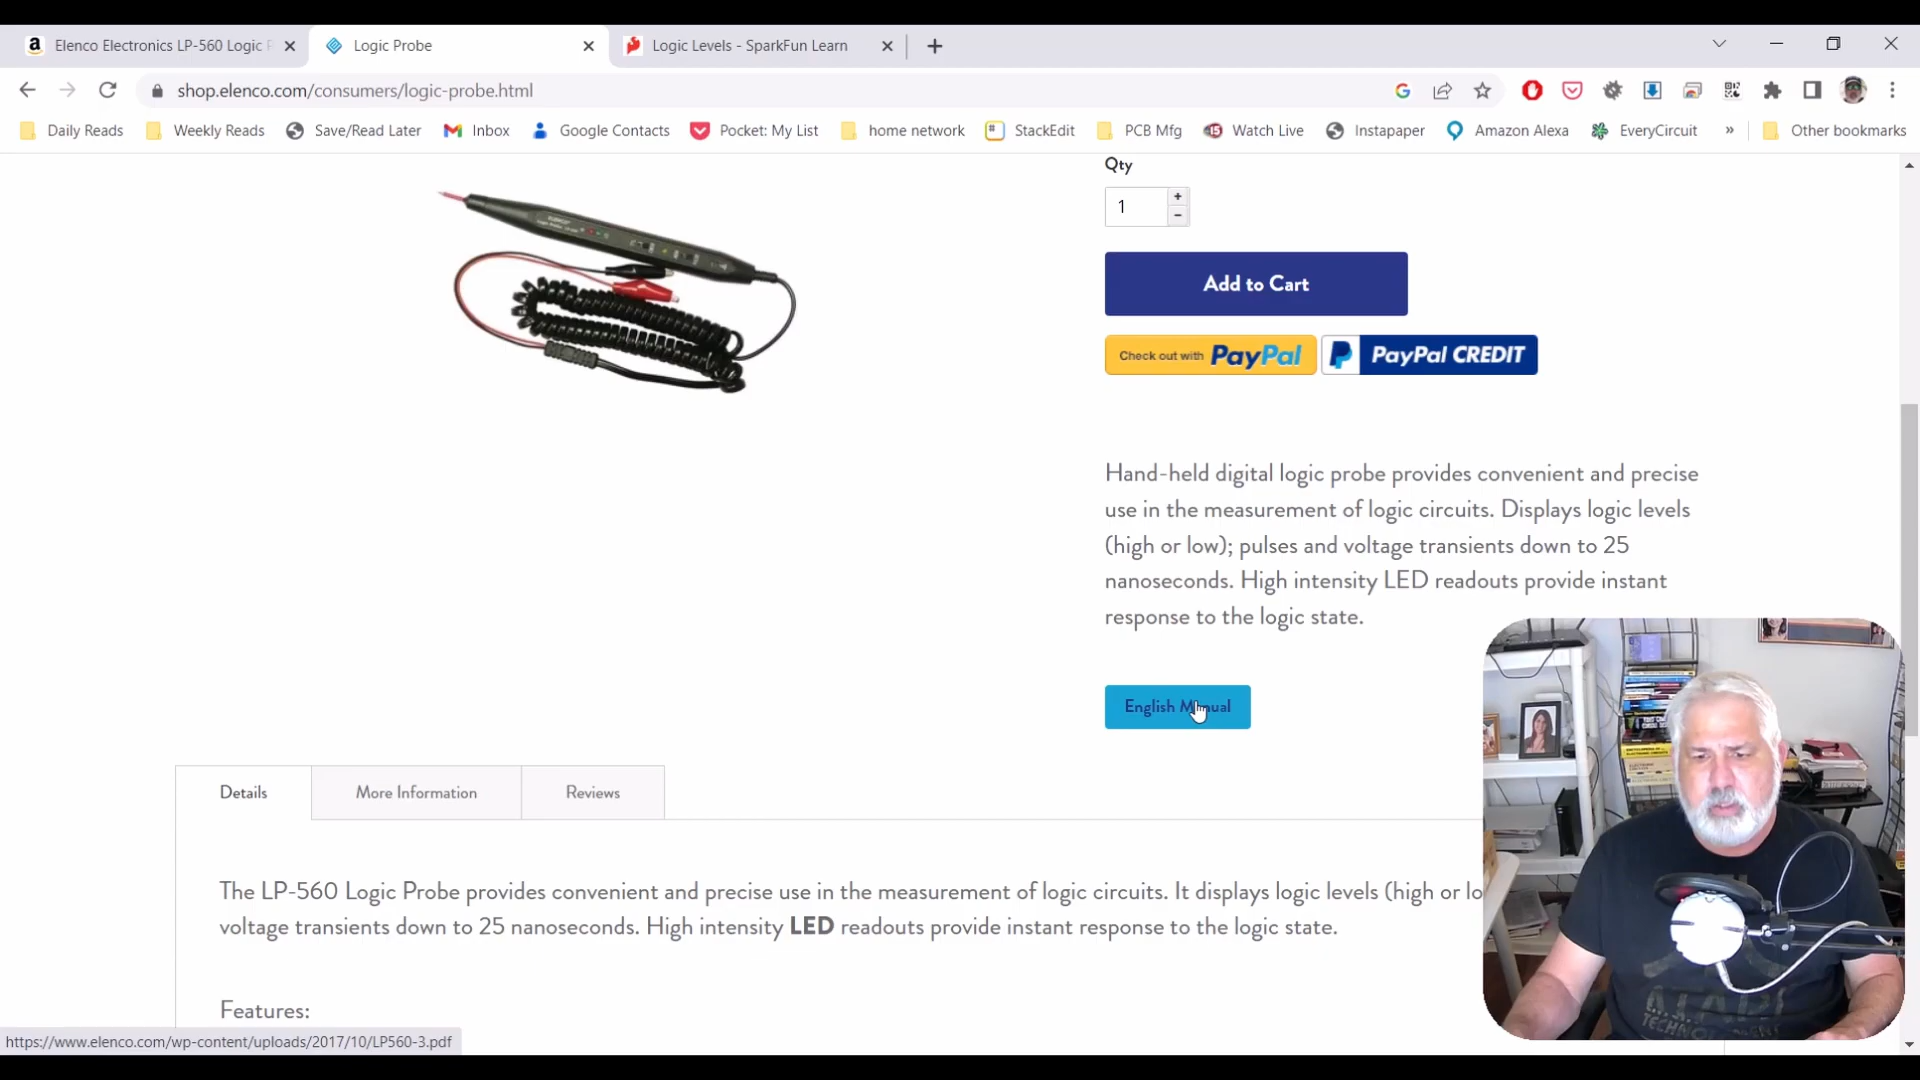 Elenco Electronics LP-560 Logic P
Logic Probe
Logic Levels - SparkFun Learn
shop.elenco.com/consumers/logic-probe.html
Daily Reads
Weekly Reads
Save/Read Later
Inbox
Google Contacts
Pocket: My List
home network
StackEdit
PCB Mfg
Watch Live
Instapaper
Amazon Alexa
EveryCircuit
»
Other bookmarks
Qty
1
+
-
Add to Cart
Check out with PayPal
PayPal CREDIT
Hand-held digital logic probe provides convenient and precise
use in the measurement of logic circuits. Displays logic levels
(high or low); pulses and voltage transients down to 25
nanoseconds. High intensity LED readouts provide instant
response to the logic state.
English Manual
Details
More Information
Reviews
The LP-560 Logic Probe provides convenient and precise use in the measurement of logic circuits. It displays logic levels (high or lo
voltage transients down to 25 nanoseconds. High intensity LED readouts provide instant response to the logic state.
Features:
https://www.elenco.com/wp-content/uploads/2017/10/LP560-3.pdf